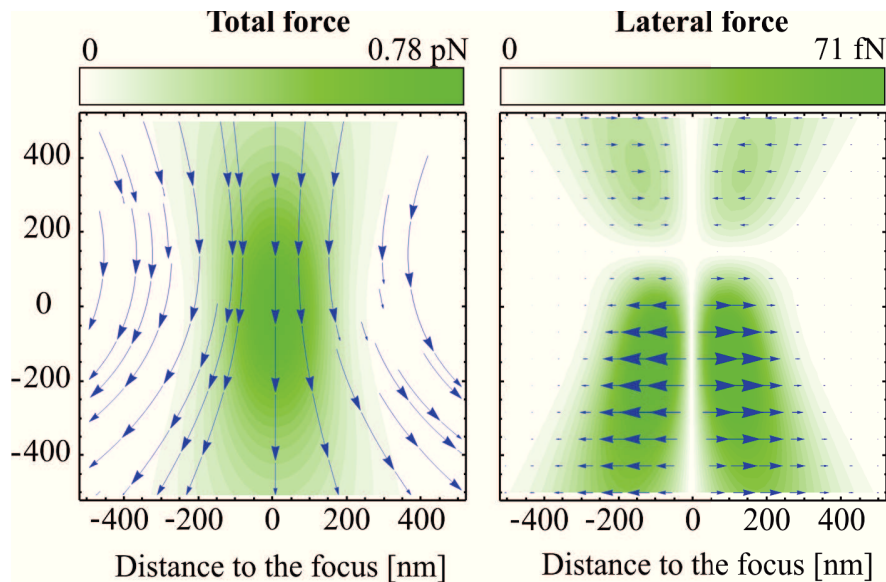 Total force
Lateral force
0
0.78 pN
0
71 fN
400
200
0
-200
-400
-400
-200
0
200
400
-400
-200
0
200
400
Distance to the focus [nm]
Distance to the focus [nm]